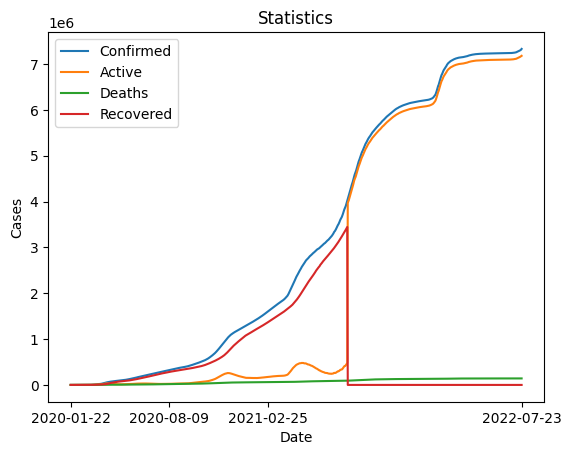 Statistics
1e6
Confirmed
Active
Deaths
Recovered
7
6
5
4
3
2
1
0
Cases
2020-01-22
2020-08-09
2021-02-25
2022-07-23
Date